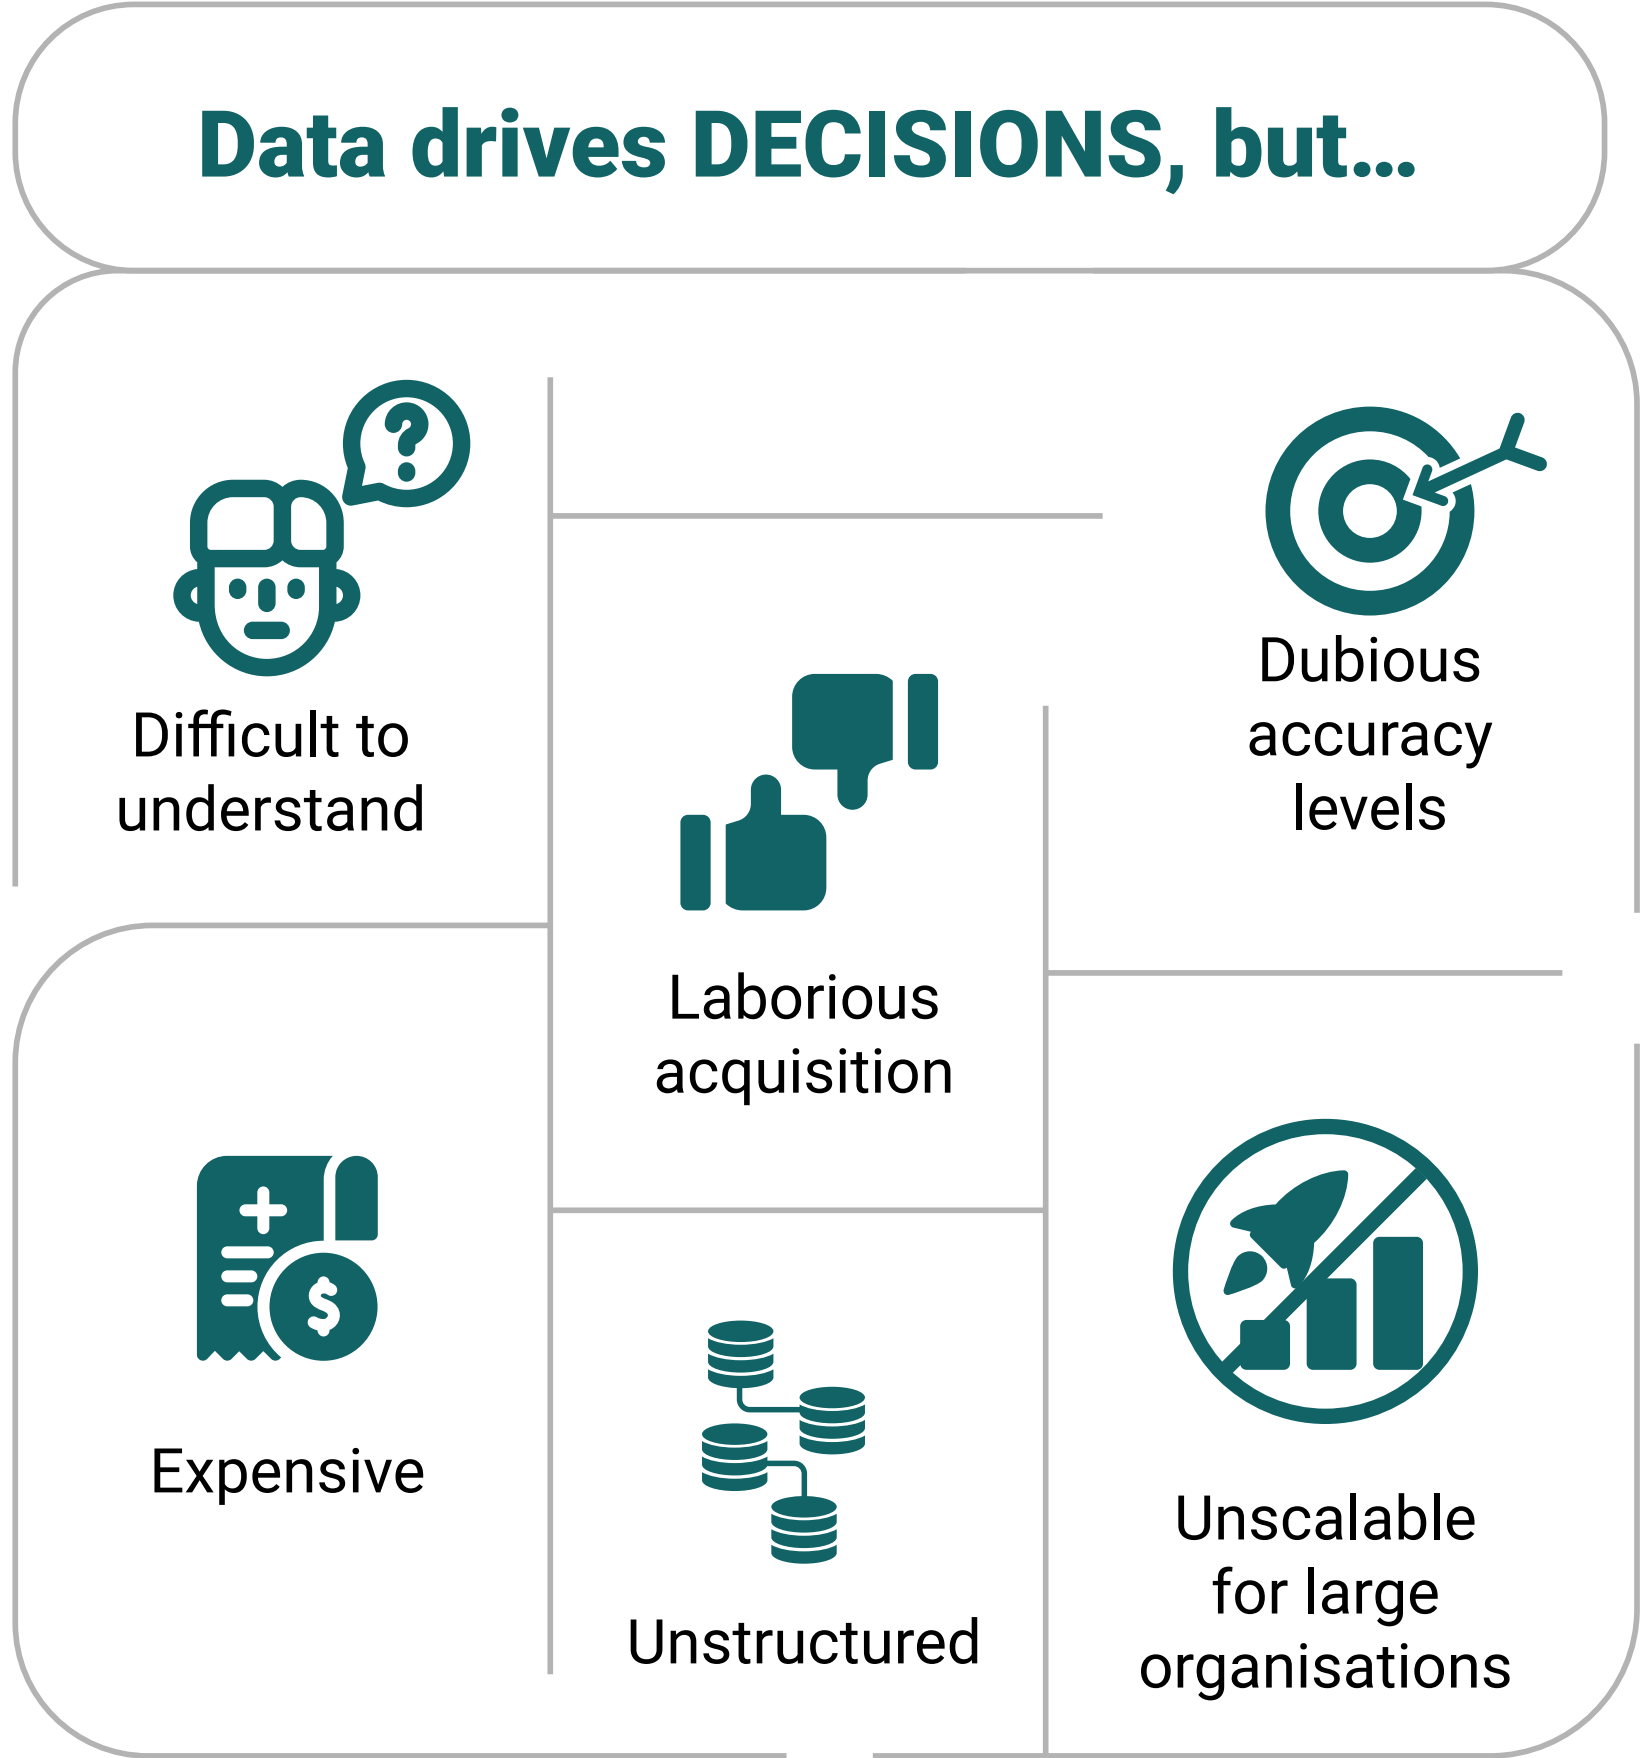 Data drives DECISIONS, but...
?
Difficult to
understand
Dubious
accuracy
levels
Laborious
acquisition
$
Expensive
Unstructured
Unscalable
for large
organisations